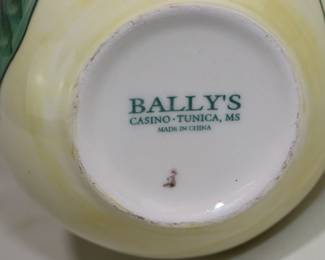 BALLY'S
CASINO · TUNICA, MS
MADE IN CHINA